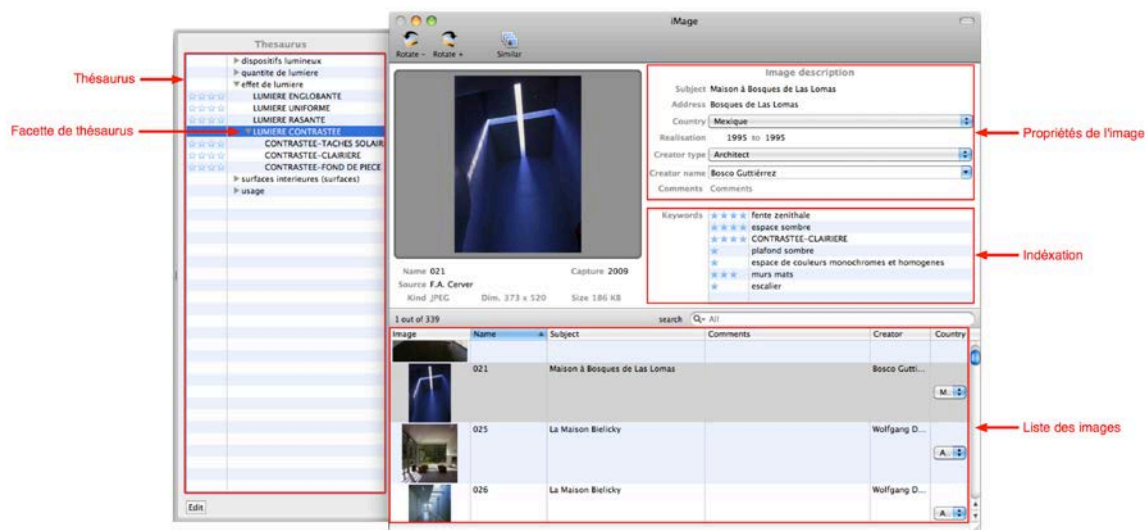 iMage
Rotate - Rotate + Similar
Thesaurus
dispositifs lumineux
quantite de lumiere
effet de lumiere
LUMIERE ENGLOBANTE
LUMIERE UNIFORME
LUMIERE RASANTE
LUMIERE CONTRASTEE
CONTRASTEE-TACHES SOLAIR
CONTRASTEE-CLAIRIERE
CONTRASTEE-FOND DE PIECE
surfaces interieures (surfaces)
usage
Edit
Thésaurus
Facette de thésaurus
Image description
Subject Maison à Bosques de Las Lomas
Address Bosques de Las Lomas
Country Mexique
Realisation 1995 to 1995
Creator type Architect
Creator name Bosco Guttiérrez
Comments Comments
Propriétés de l'image
Keywords fente zenithale
espace sombre
CONTRASTEE-CLAIRIERE
plafond sombre
espace de couleurs monochromes et homogenes
murs mats
escalier
Indéxation
Name 021 Capture 2009
Source F.A. Cerver
Kind JPEG Dim. 373 x 520 Size 186 KB
1 out of 339 search All
Image Name Subject Comments Creator Country
021 Maison à Bosques de Las Lomas Bosco Gutti... M..
025 La Maison Bielicky Wolfgang D... A..
026 La Maison Bielicky Wolfgang D... A..
Liste des images